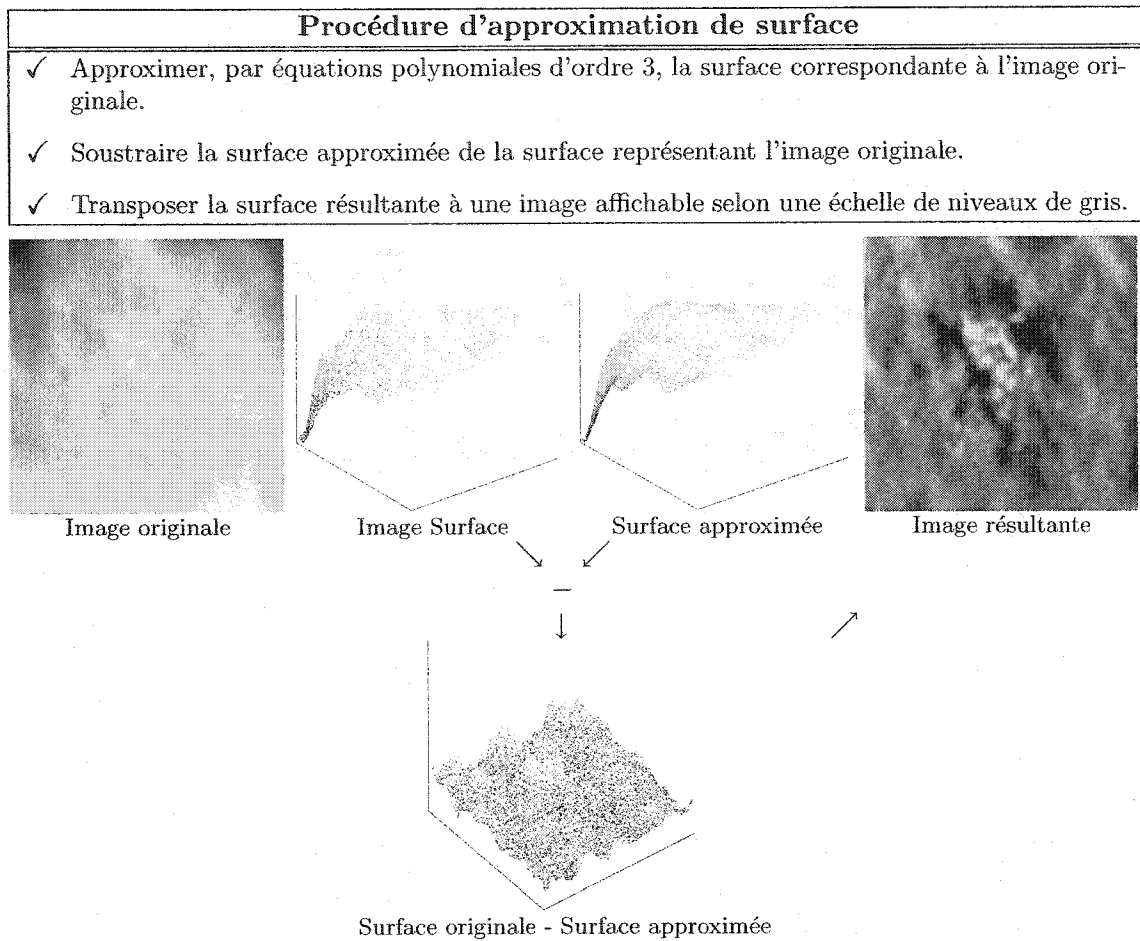 Procédure d'approximation de surface
✓ Approximer, par équations polynomiales d'ordre 3, la surface correspondante à l'image ori-
ginale.
✓ Soustraire la surface approximée de la surface représentant l'image originale.
✓ Transposer la surface résultante à une image affichable selon une échelle de niveaux de gris.
Image originale
Image Surface
Surface approximée
Image résultante
Surface originale - Surface approximée